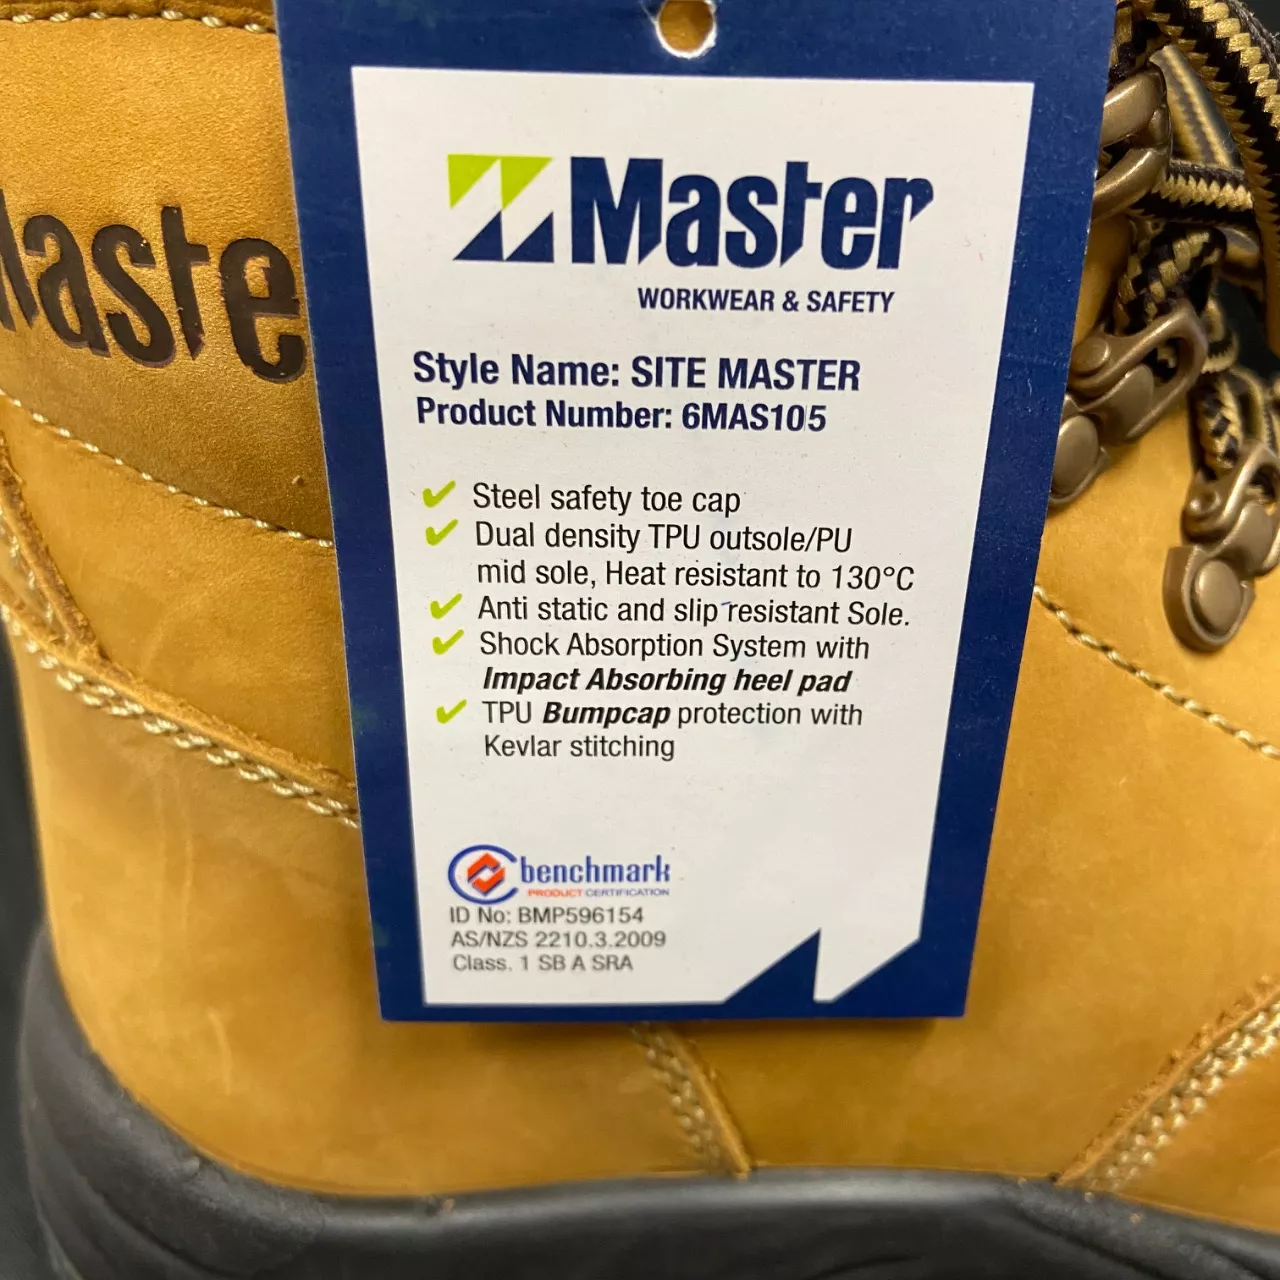 Maste
Master
WORKWEAR & SAFETY
Style Name: SITE MASTER
Product Number: 6MAS105
Steel safety toe cap
Dual density TPU outsole/PU
mid sole, Heat resistant to 130°C
Anti static and slip resistant Sole.
Shock Absorption System with
Impact Absorbing heel pad
TPU Bumpcap protection with
Kevlar stitching
benchmark
PRODUCT CERTIFICATION
ID No: BMP596154
AS/NZS 2210.3.2009
Class. 1 SB A SRA